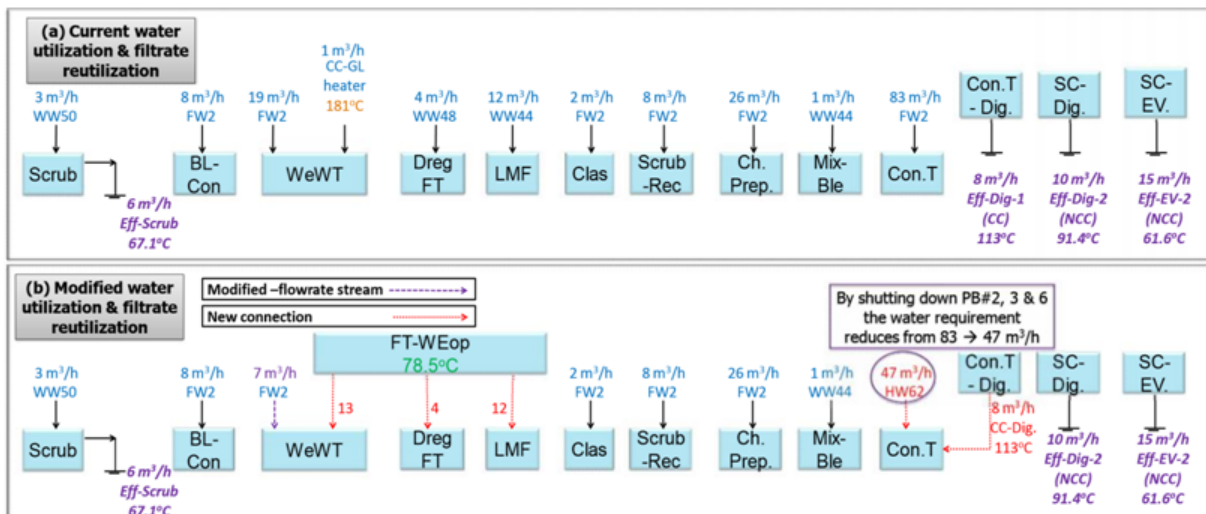 (a) Current water
utilization & filtrate
reutilization
3 m³/h
WW50
Scrub
6 m³/h
Eff-Scrub
67.1°C
8 m³/h
FW2
BL-
Con
19 m³/h
FW2
1 m³/h
CC-GL
heater
181°C
WeWT
4 m³/h
WW48
Dreg
FT
12 m³/h
WW44
LMF
2 m³/h
FW2
Clas
8 m³/h
FW2
Scrub
-Rec
26 m³/h
FW2
Ch.
Prep.
1 m³/h
WW44
Mix-
Ble
83 m³/h
FW2
Con.T
Con.T
- Dig.
8 m³/h
Eff-Dig-1
(CC)
113°C
SC-
Dig.
10 m³/h
Eff-Dig-2
(NCC)
91.4°C
SC-
EV.
15 m³/h
Eff-EV-2
(NCC)
61.6°C
(b) Modified water
utilization & filtrate
reutilization
Modified –flowrate stream
New connection
FT-WEop
78.5°C
By shutting down PB#2, 3 & 6
the water requirement
reduces from 83 → 47 m³/h
3 m³/h
WW50
Scrub
6 m³/h
Eff-Scrub
67.1°C
8 m³/h
FW2
BL-
Con
7 m³/h
FW2
13
WeWT
4
Dreg
FT
12
LMF
2 m³/h
FW2
Clas
8 m³/h
FW2
Scrub
-Rec
26 m³/h
FW2
Ch.
Prep.
1 m³/h
WW44
Mix-
Ble
47 m³/h
HW62
Con.T
Con.T
- Dig.
8 m³/h
CC-Dig.
113°C
SC-
Dig.
10 m³/h
Eff-Dig-2
(NCC)
91.4°C
SC-
EV.
15 m³/h
Eff-EV-2
(NCC)
61.6°C